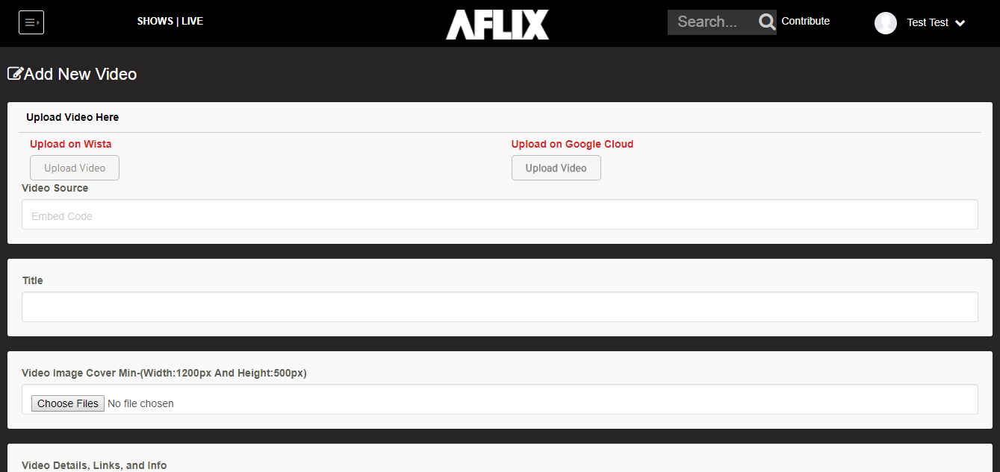 SHOWS | LIVE
AFLIX
Search...
Contribute
Test Test
Add New Video
Upload Video Here
Upload on Wista
Upload on Google Cloud
Upload Video
Upload Video
Video Source
Embed Code
Title
Video Image Cover Min-(Width:1200px And Height:500px)
Choose Files No file chosen
Video Details, Links, and Info